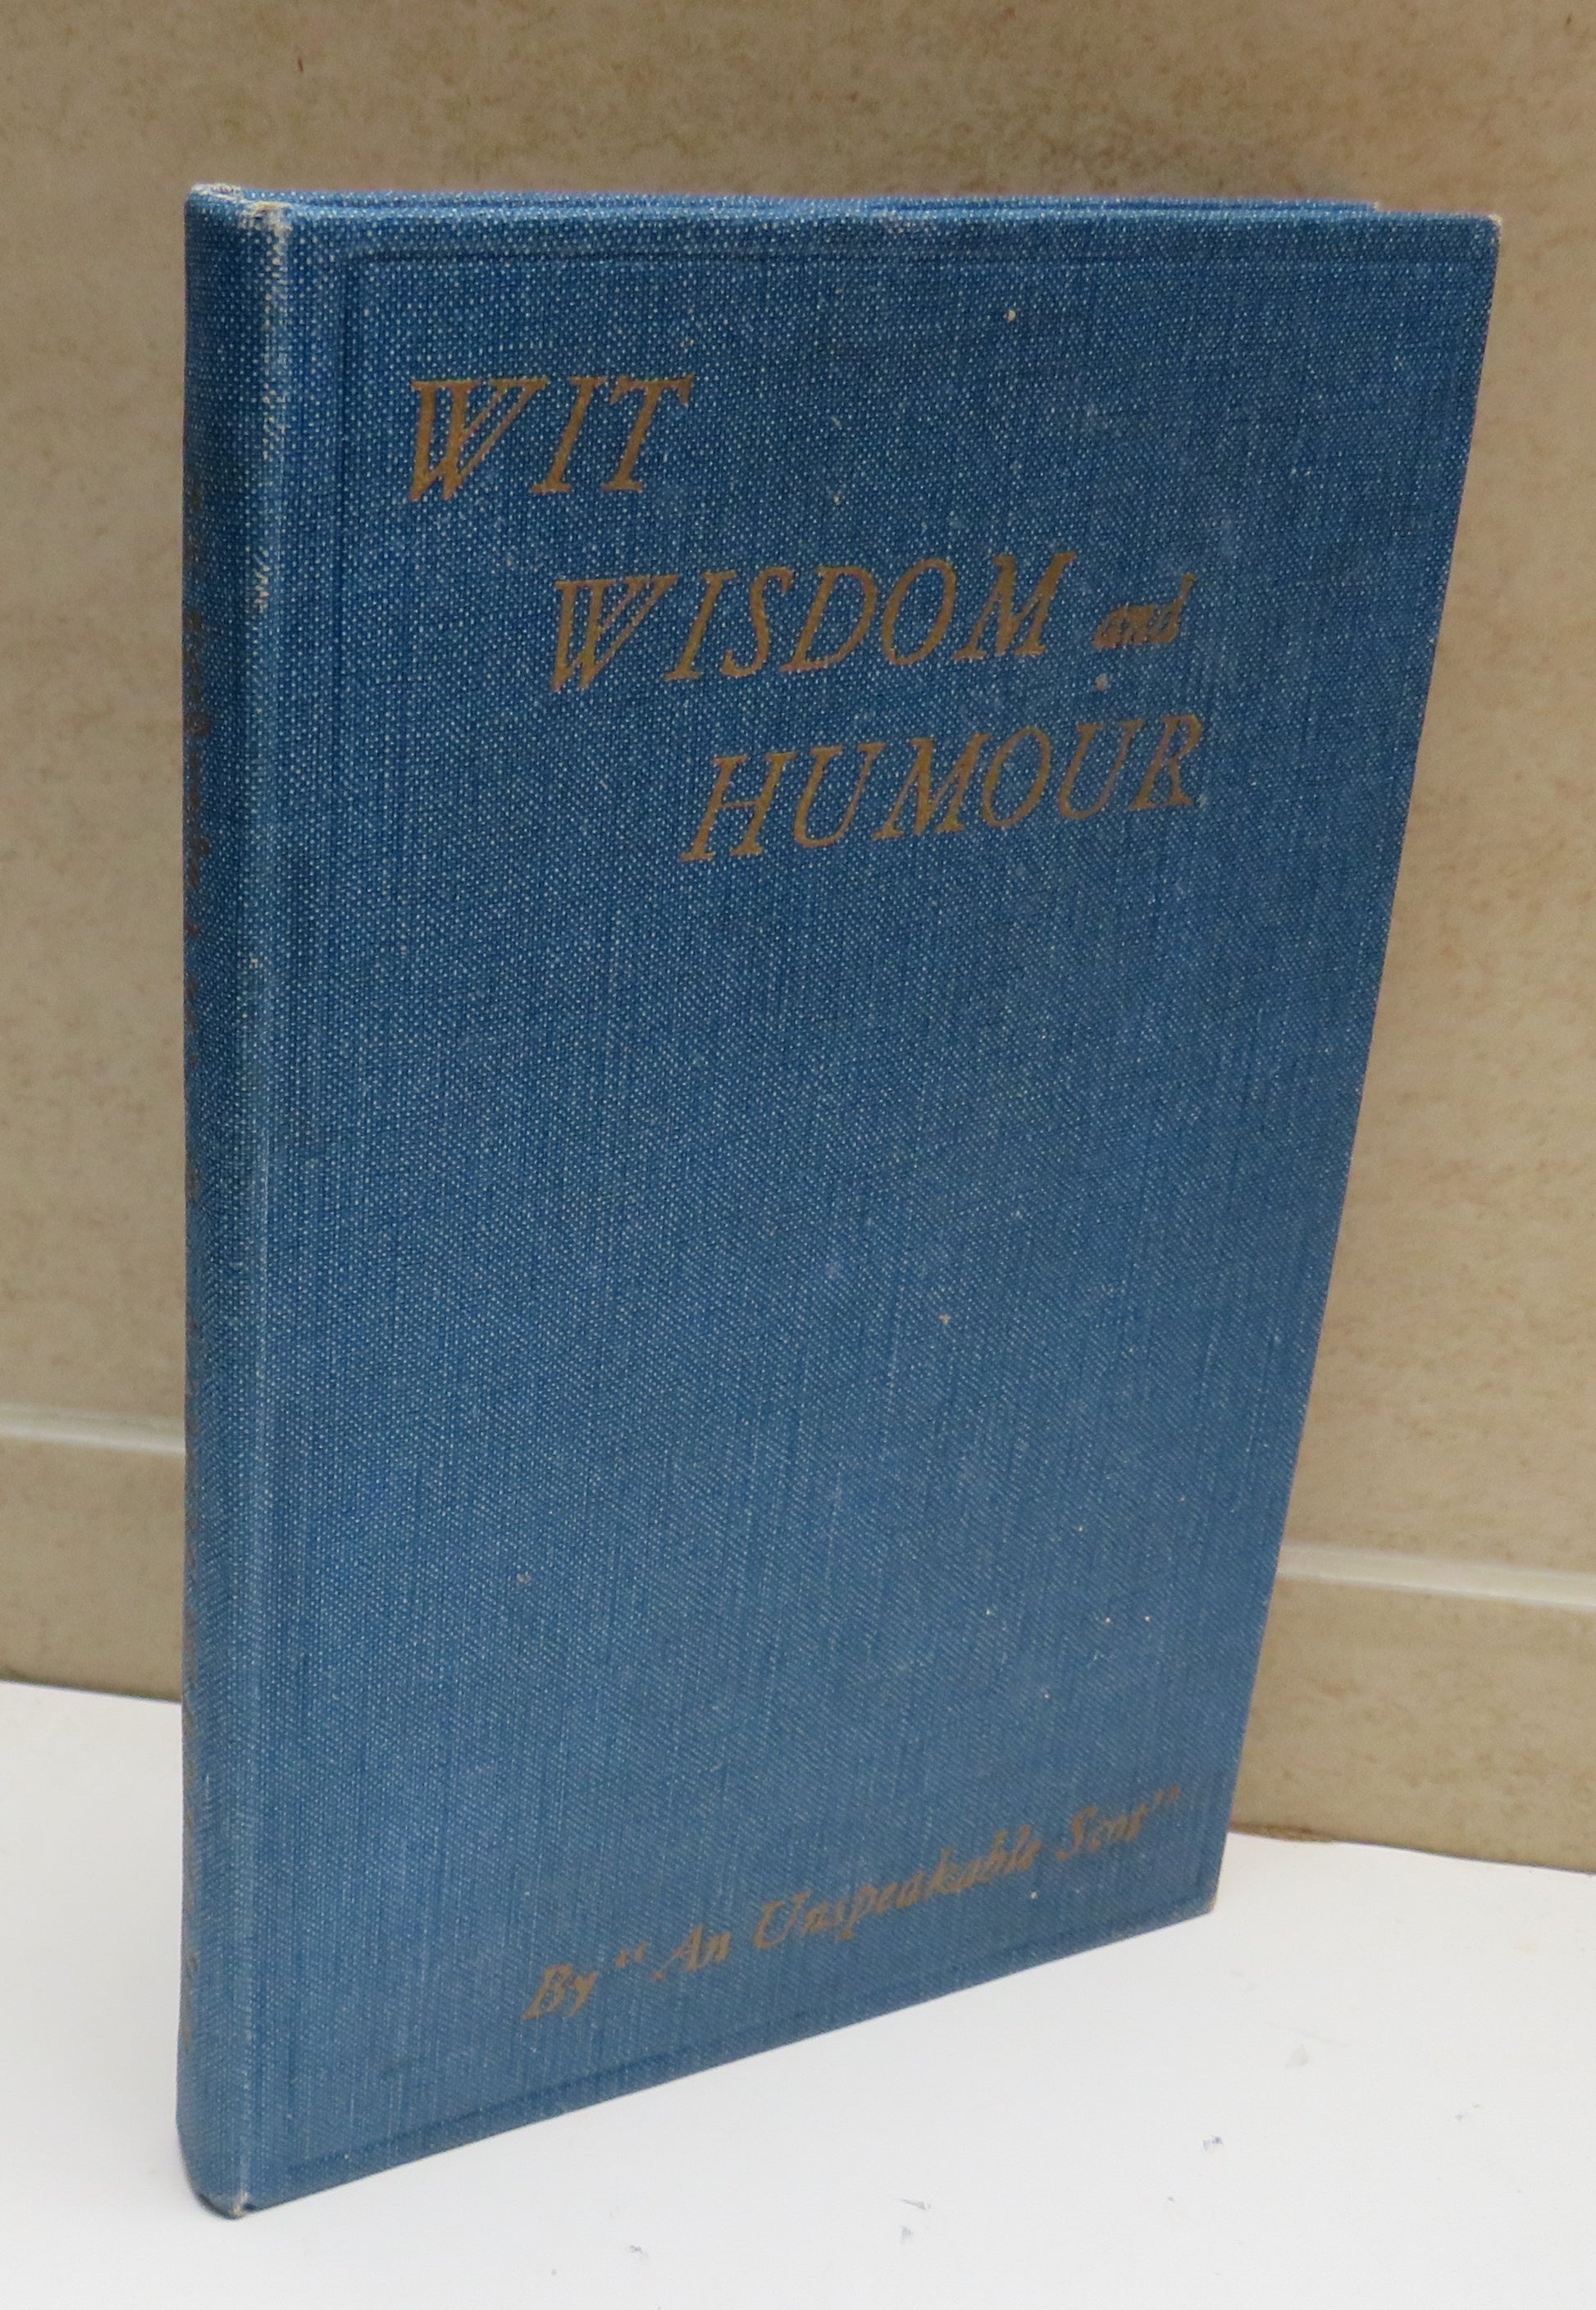 WIT
WISDOM and
HUMOUR
By "An Unspeakable Scot"